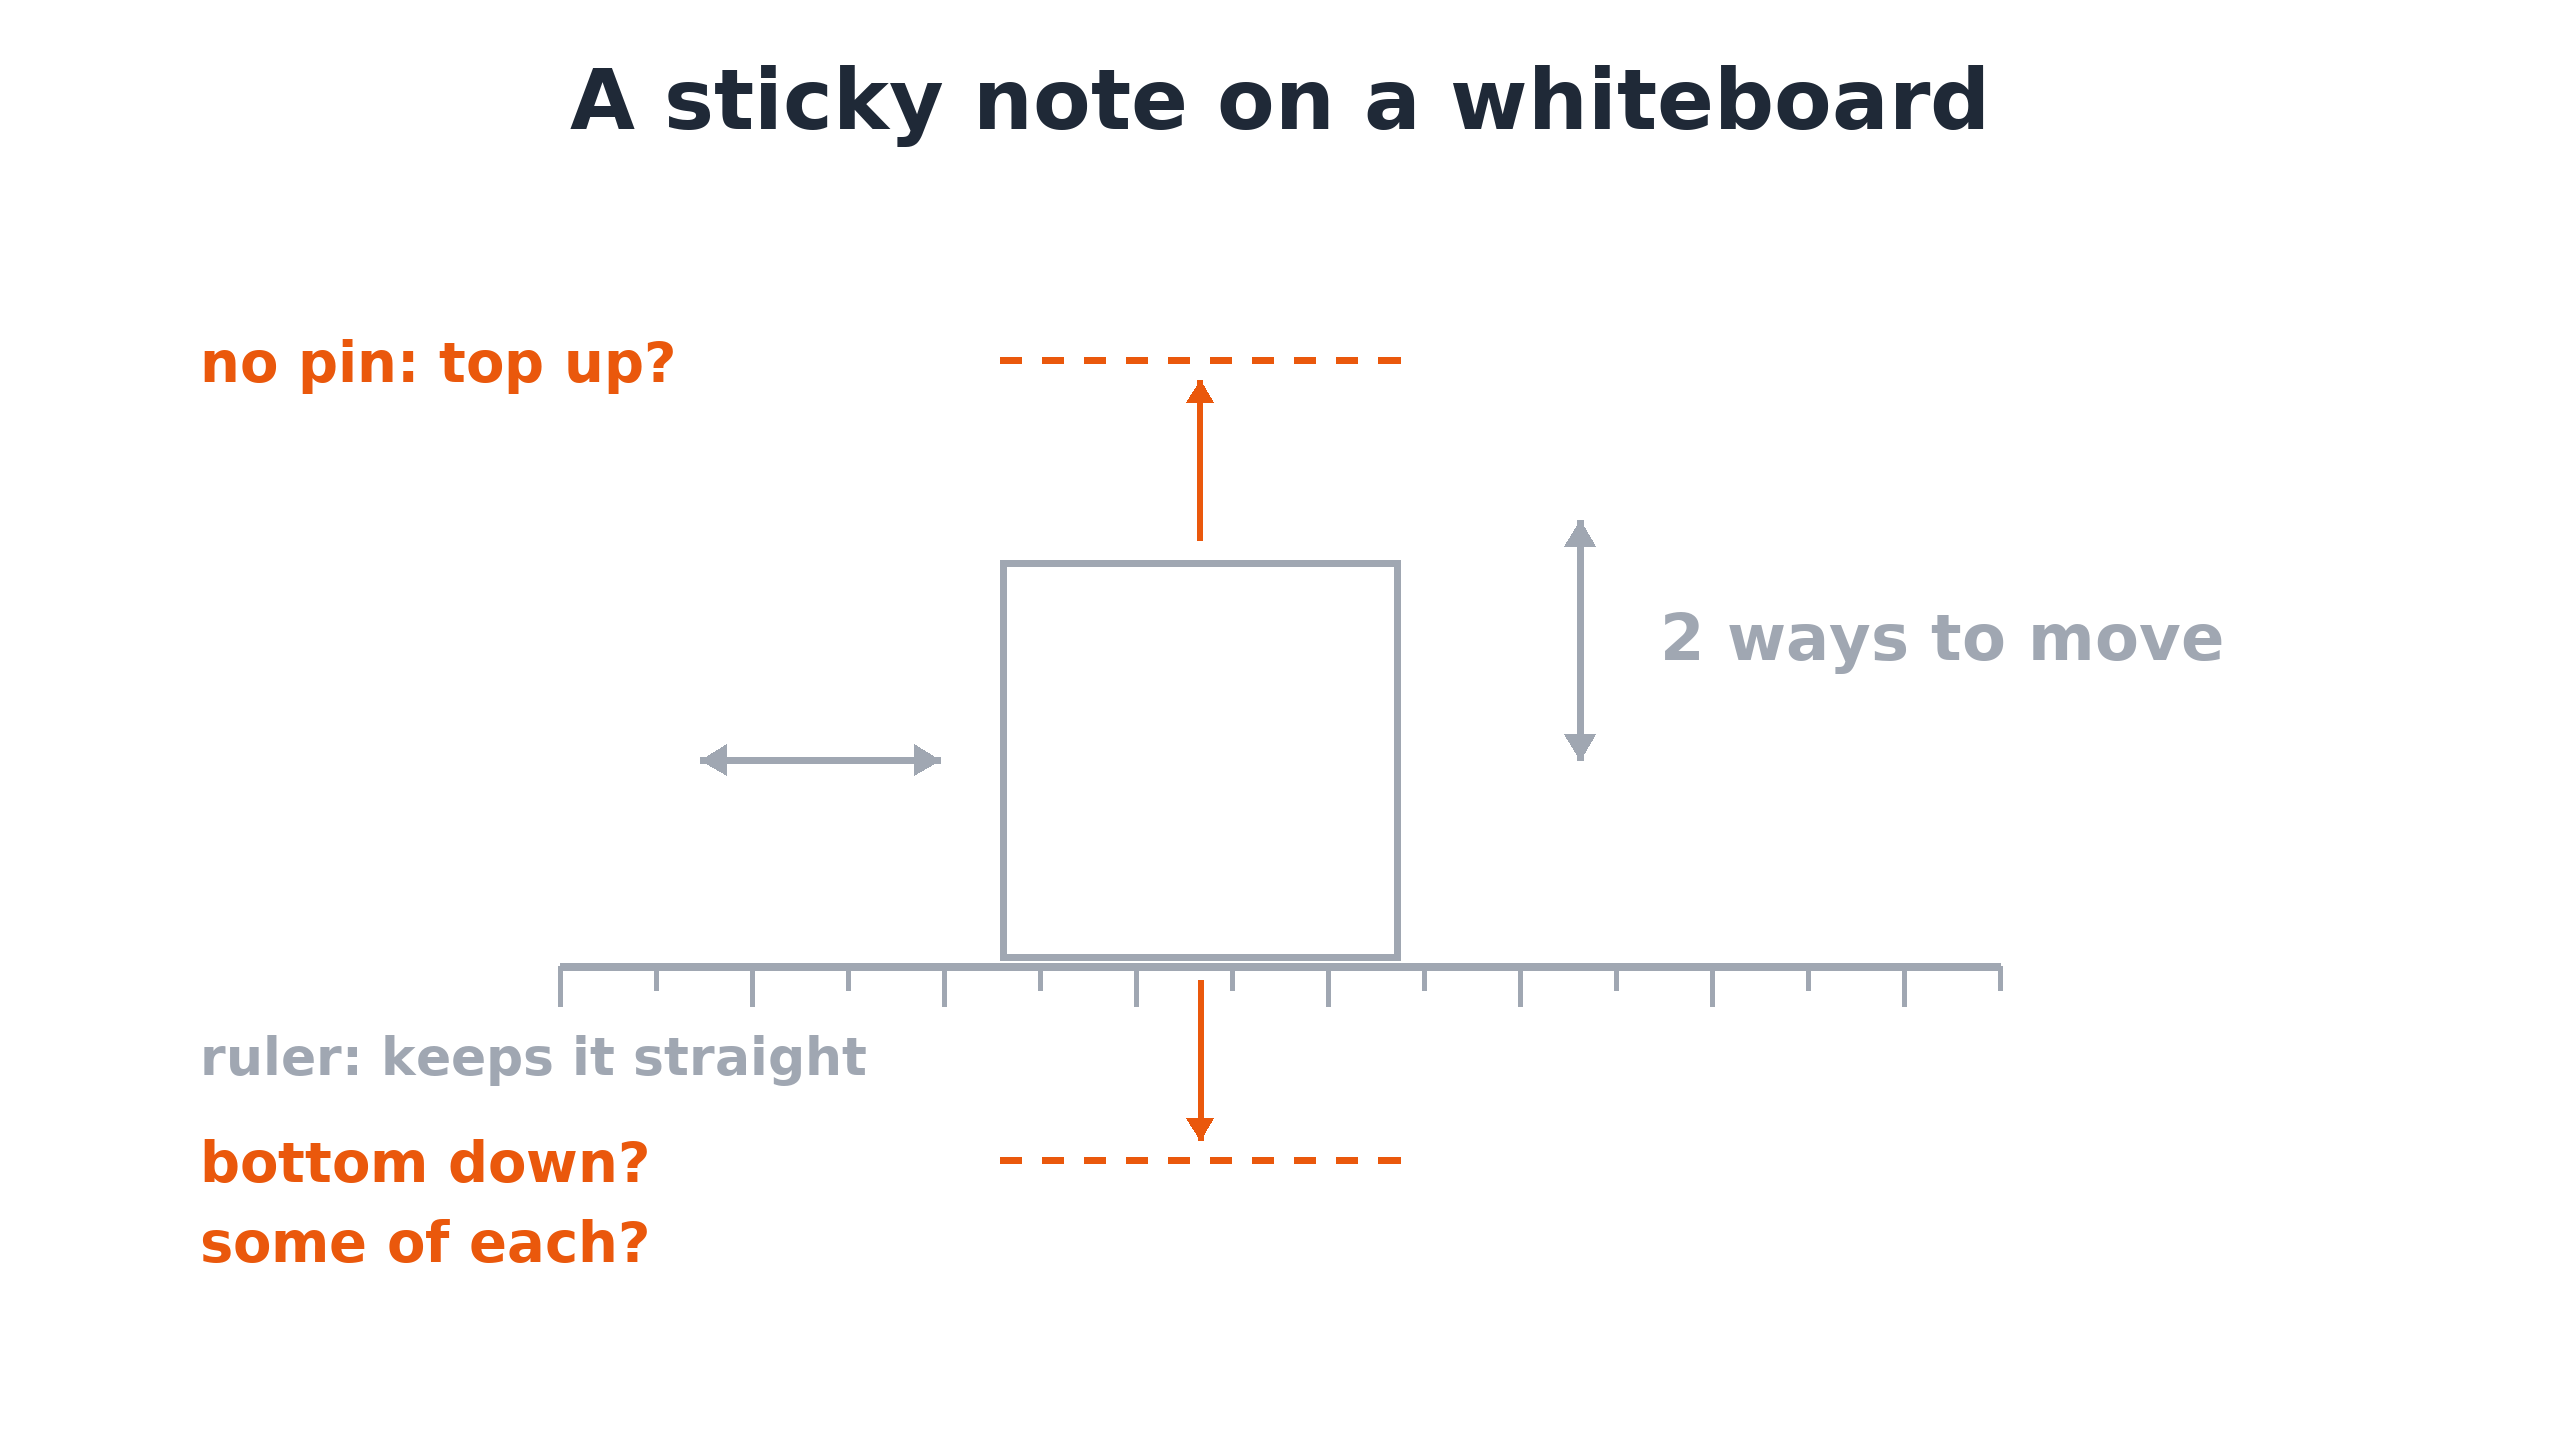 A sticky note on a whiteboard
no pin: top up?
2 ways to move
ruler: keeps it straight
bottom down?
some of each?